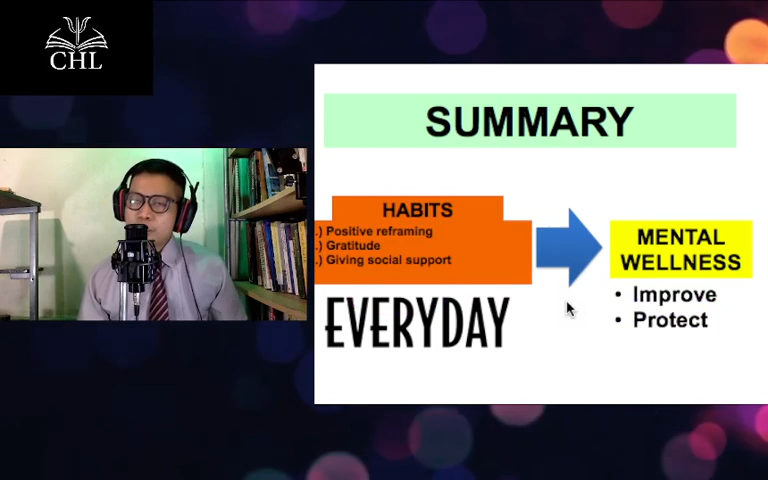 CHL
SUMMARY
HABITS
.) Positive reframing
.) Gratitude
.) Giving social support
EVERYDAY
MENTAL
WELLNESS
• Improve
• Protect